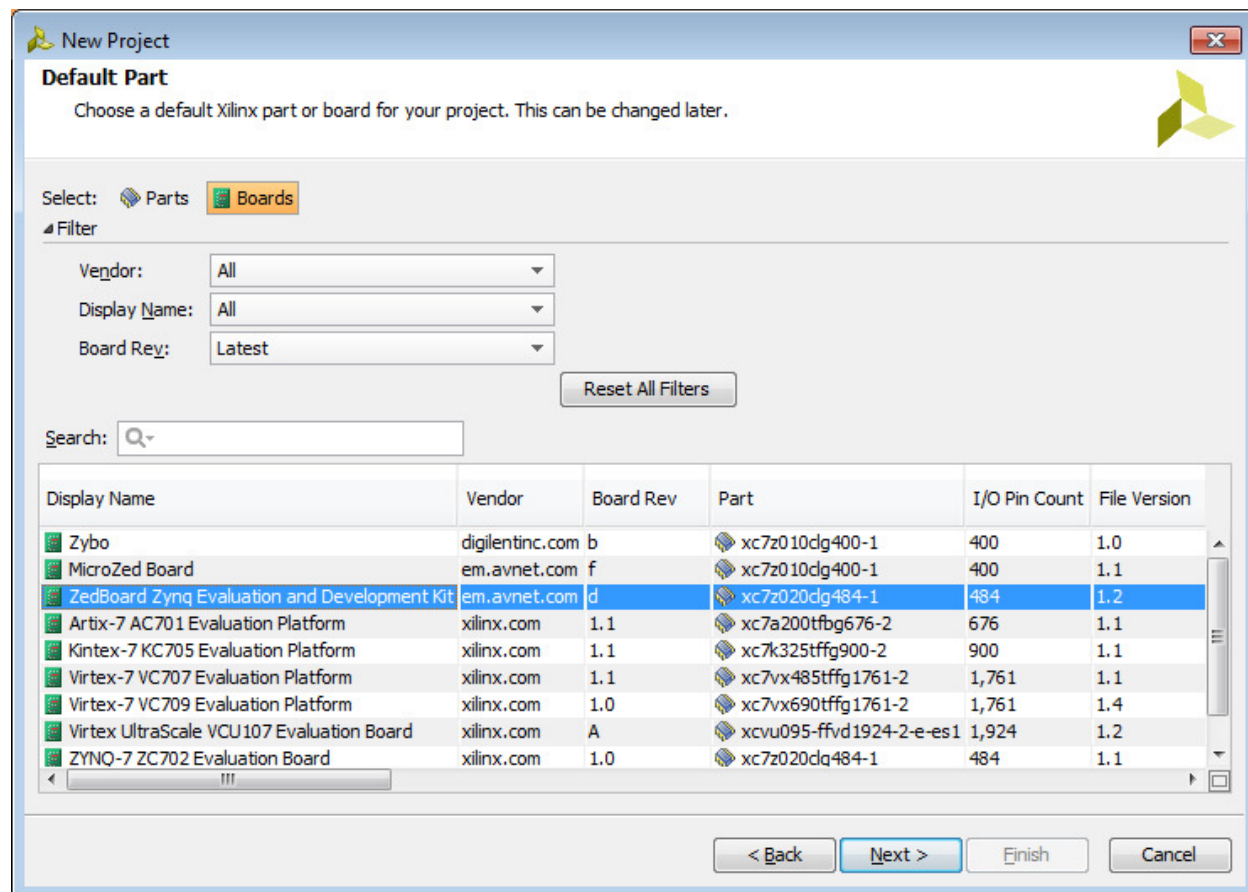 New Project
Default Part
Choose a default Xilinx part or board for your project. This can be changed later.
Select: Parts Boards
Filter
Vendor: All
Display Name: All
Board Rev: Latest
Reset All Filters
Search:
Display Name Vendor Board Rev Part I/O Pin Count File Version
Zybo digilentinc.com b xc7z010clg400-1 400 1.0
MicroZed Board em.avnet.com f xc7z010clg400-1 400 1.1
ZedBoard Zynq Evaluation and Development Kit em.avnet.com d xc7z020clg484-1 484 1.2
Artix-7 AC701 Evaluation Platform xilinx.com 1.1 xc7a200tfbg676-2 676 1.1
Kintex-7 KC705 Evaluation Platform xilinx.com 1.1 xc7k325tffg900-2 900 1.1
Virtex-7 VC707 Evaluation Platform xilinx.com 1.1 xc7vx485tffg1761-2 1,761 1.1
Virtex-7 VC709 Evaluation Platform xilinx.com 1.0 xc7vx690tffg1761-2 1,761 1.4
Virtex UltraScale VCU107 Evaluation Board xilinx.com A xcvu095-ffvd1924-2-e-es1 1,924 1.2
ZYNQ-7 ZC702 Evaluation Board xilinx.com 1.0 xc7z020clg484-1 484 1.1
< Back Next > Finish Cancel